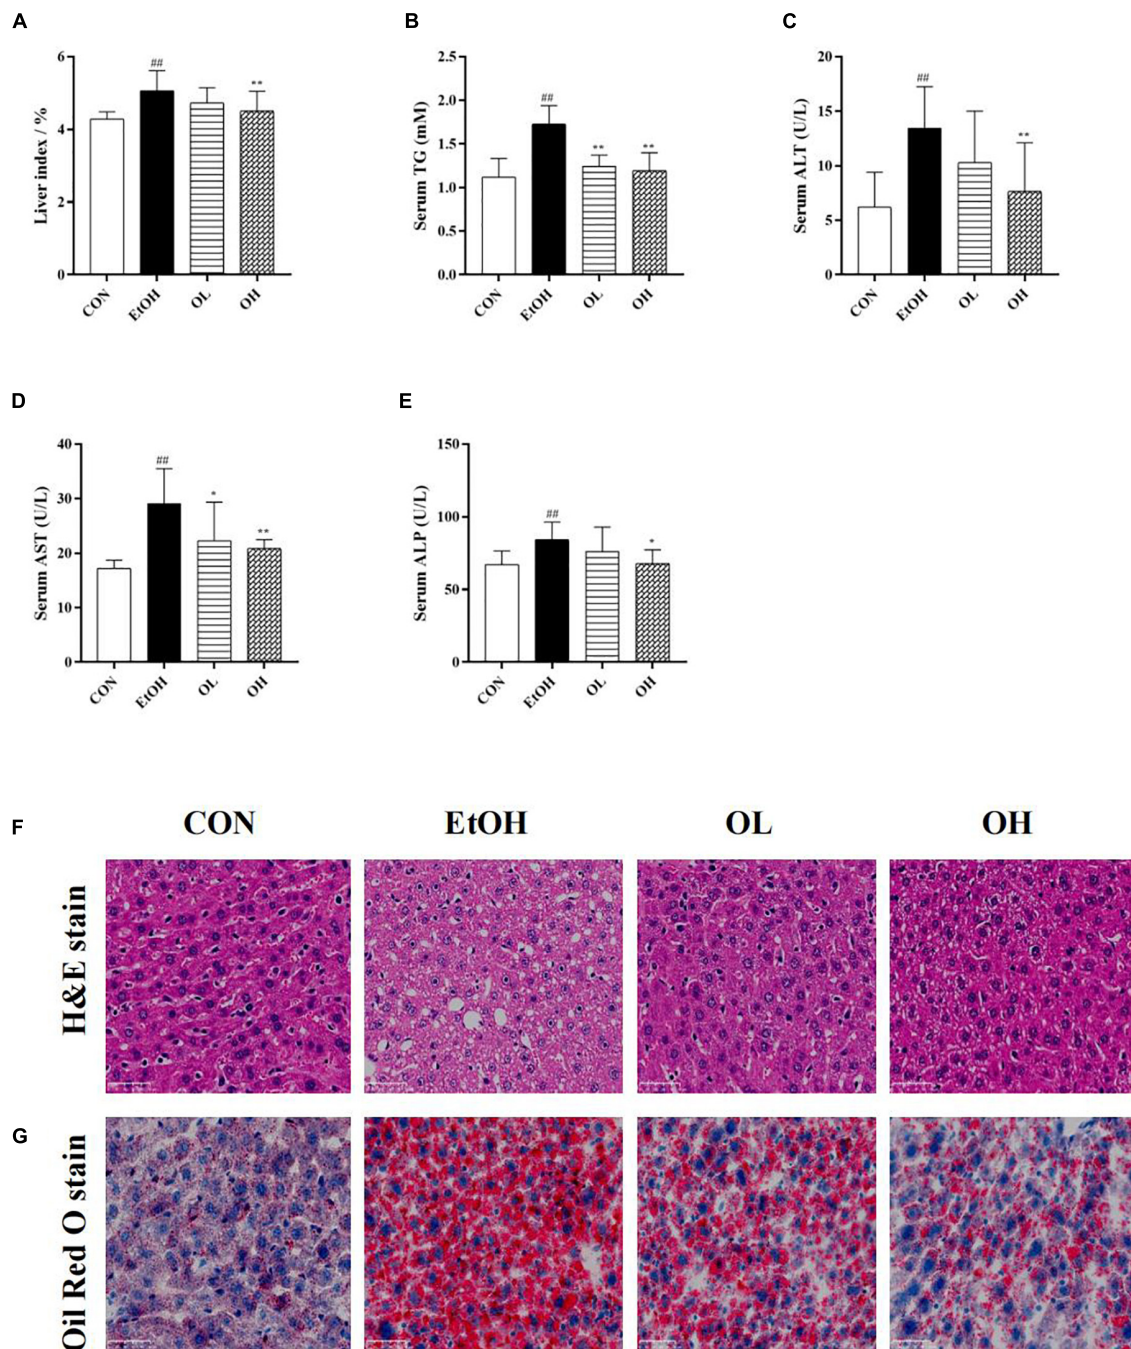 A
B
C
6
4
2
0
Liver index / %
##
**
CON
EtOH
OL
OH
2.5
2.0
1.5
1.0
0.5
0.0
Serum TG (mM)
##
**
**
CON
EtOH
OL
OH
20
15
10
5
0
Serum ALT (U/L)
##
**
CON
EtOH
OL
OH
D
E
40
30
20
10
0
Serum AST (U/L)
##
*
**
CON
EtOH
OL
OH
150
100
50
0
Serum ALP (U/L)
##
*
CON
EtOH
OL
OH
F
CON
EtOH
OL
OH
H&E stain
G
Oil Red O stain